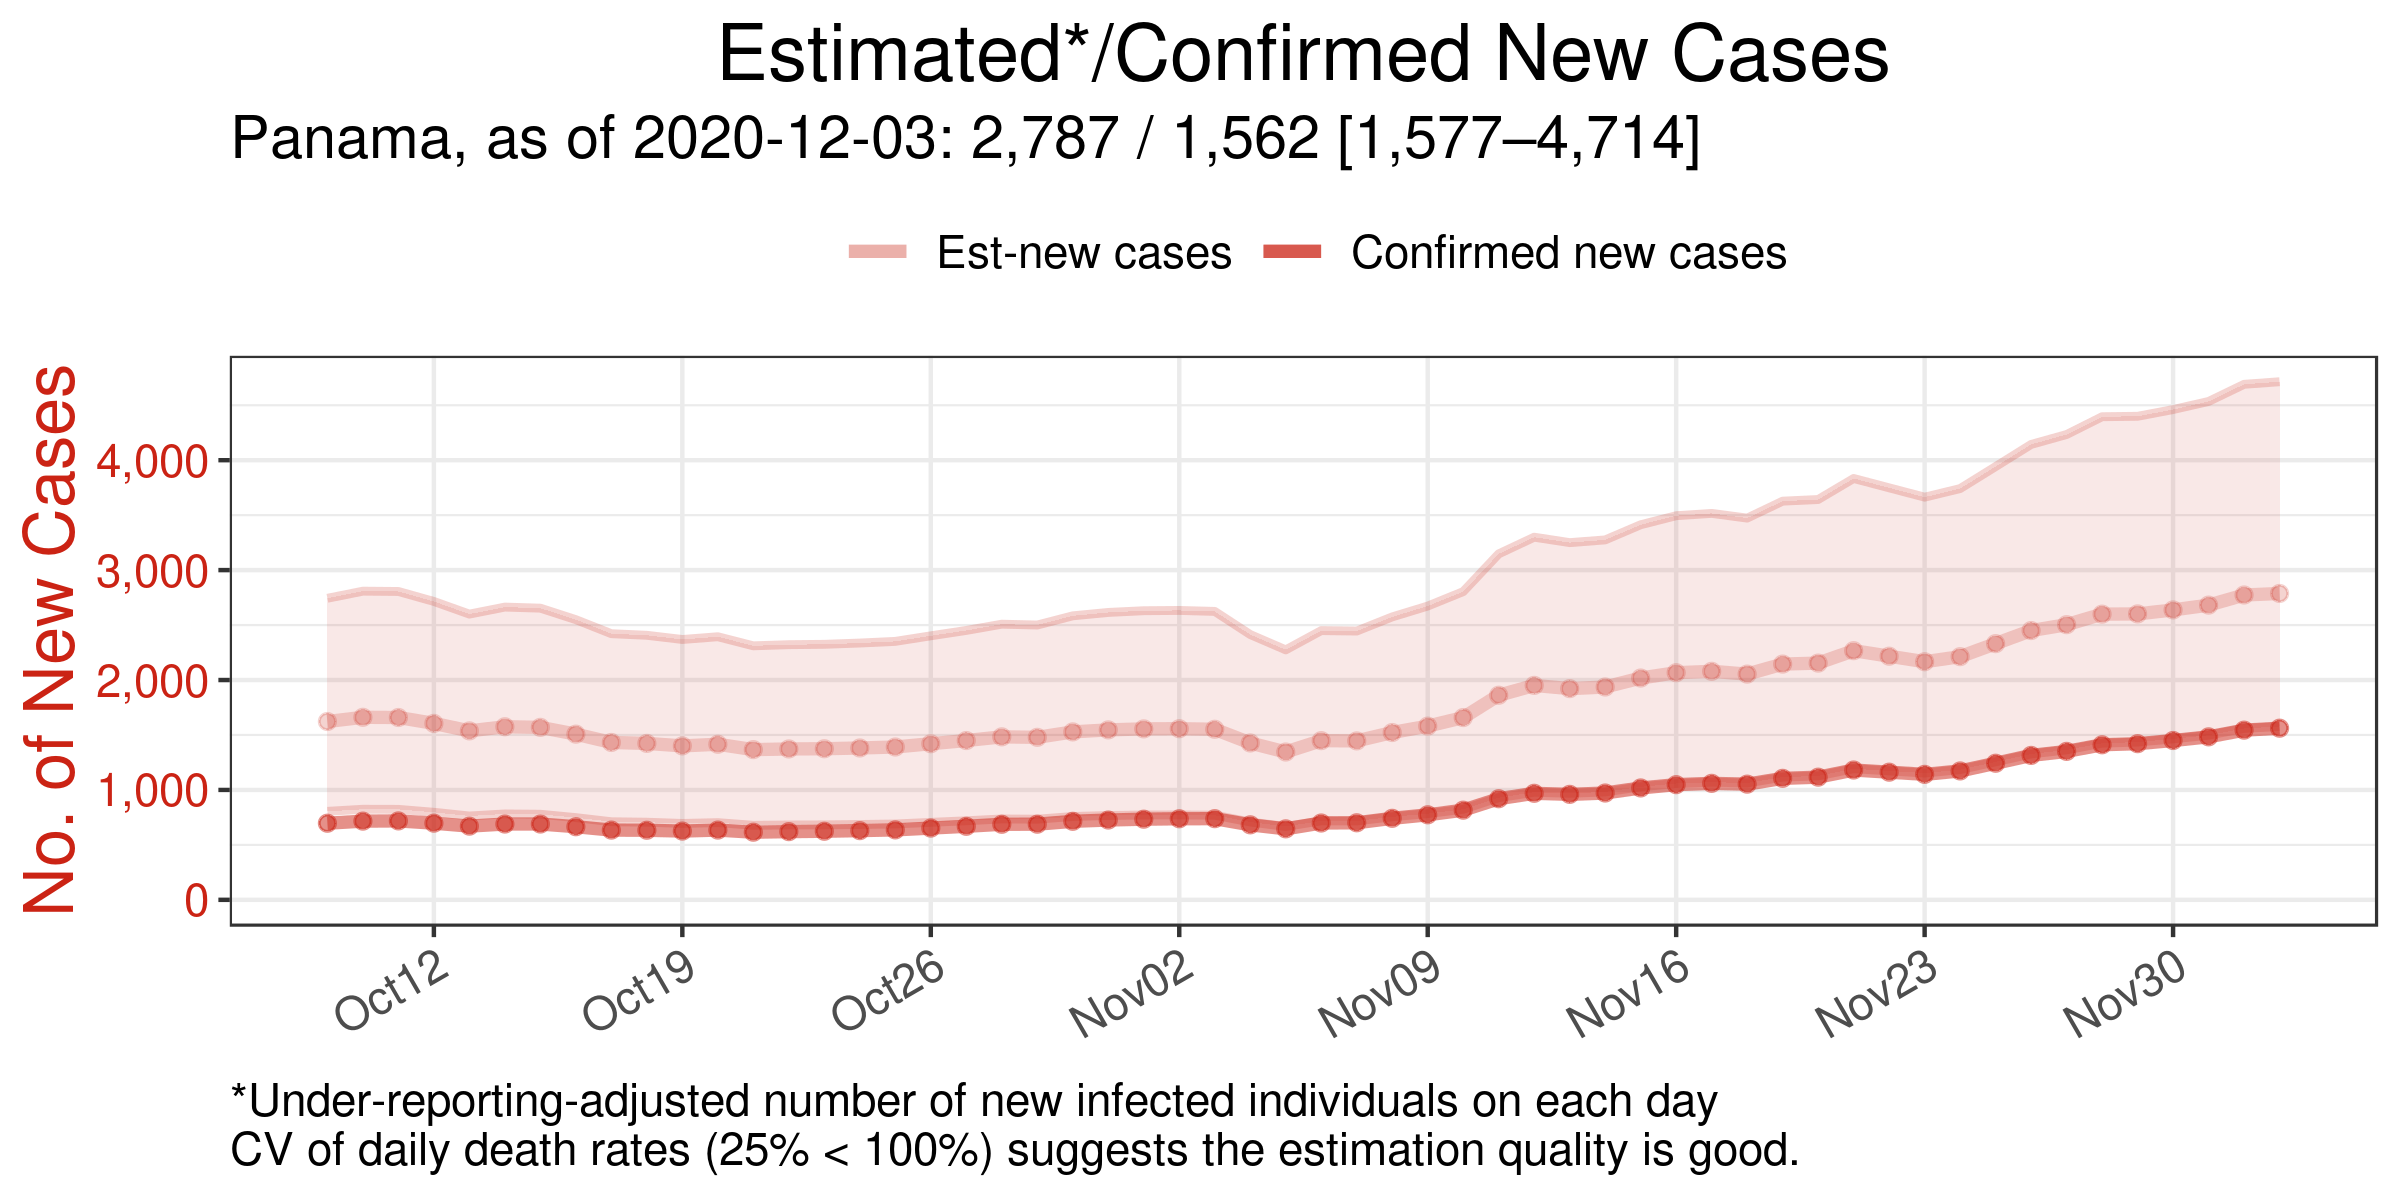 Estimated*/Confirmed New Cases
Panama, as of 2020-12-03: 2,787 / 1,562 [1,577–4,714]
Est-new cases
Confirmed new cases
No. of New Cases
4,000
3,000
2,000
1,000
0
Oct12
Oct19
Oct26
Nov02
Nov09
Nov16
Nov23
Nov30
*Under-reporting-adjusted number of new infected individuals on each day
CV of daily death rates (25% < 100%) suggests the estimation quality is good.